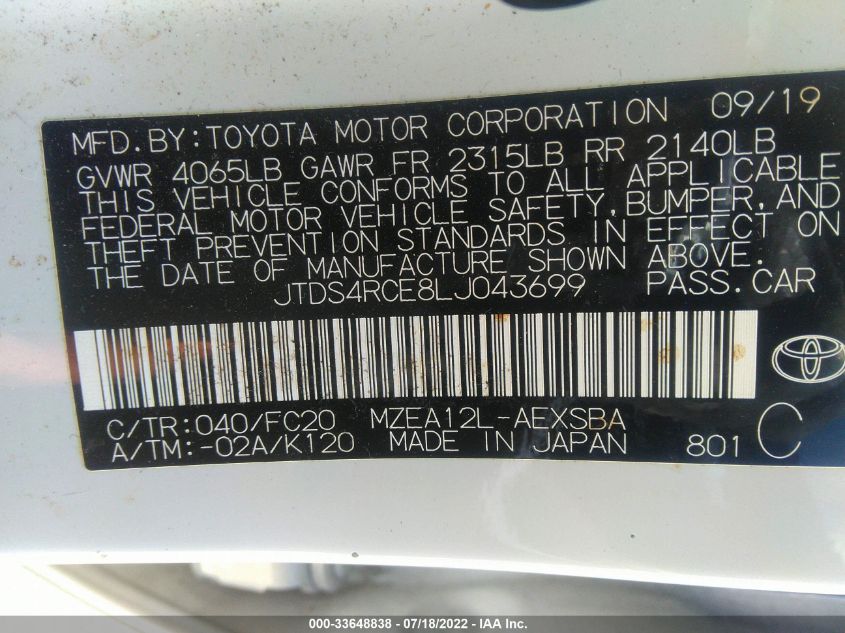 MFD. BY: TOYOTA MOTOR CORPORATION 09/19
GVWR 4065LB GAWR FR 2315LB RR 2140LB
THIS VEHICLE CONFORMS TO ALL APPLICABLE
FEDERAL MOTOR VEHICLE SAFETY, BUMPER, AND
THEFT PREVENTION STANDARDS IN EFFECT ON
THE DATE OF MANUFACTURE SHOWN ABOVE.
JTDS4RCE8LJ043699 PASS. CAR
C/TR: 040/FC20 MZEA12L-AEXSBA
A/TM: -02A/K120 MADE IN JAPAN 801 C
000-33648838 - 07/18/2022 - IAA Inc.